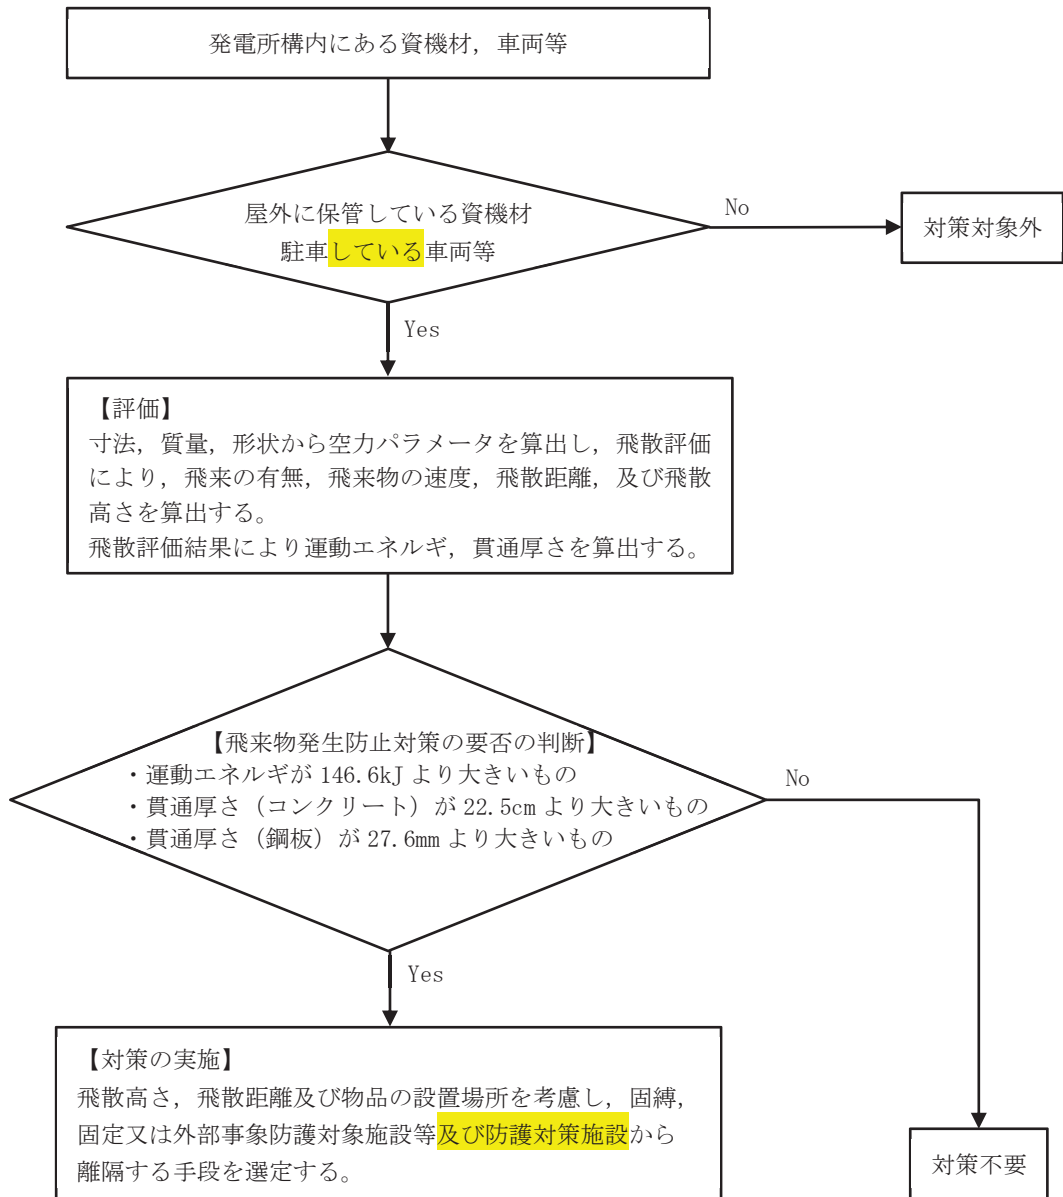 発電所構内にある資機材，車両等
屋外に保管している資機材
駐車している車両等
No
対策対象外
Yes
【評価】
寸法，質量，形状から空力パラメータを算出し，飛散評価
により，飛来の有無，飛来物の速度，飛散距離，及び飛散
高さを算出する。
飛散評価結果により運動エネルギ，貫通厚さを算出する。
【飛来物発生防止対策の要否の判断】
・運動エネルギが 146.6kJ より大きいもの
・貫通厚さ（コンクリート）が 22.5cm より大きいもの
・貫通厚さ（鋼板）が 27.6mm より大きいもの
No
Yes
【対策の実施】
飛散高さ，飛散距離及び物品の設置場所を考慮し，固縛，
固定又は外部事象防護対象施設等及び防護対策施設から
離隔する手段を選定する。
対策不要